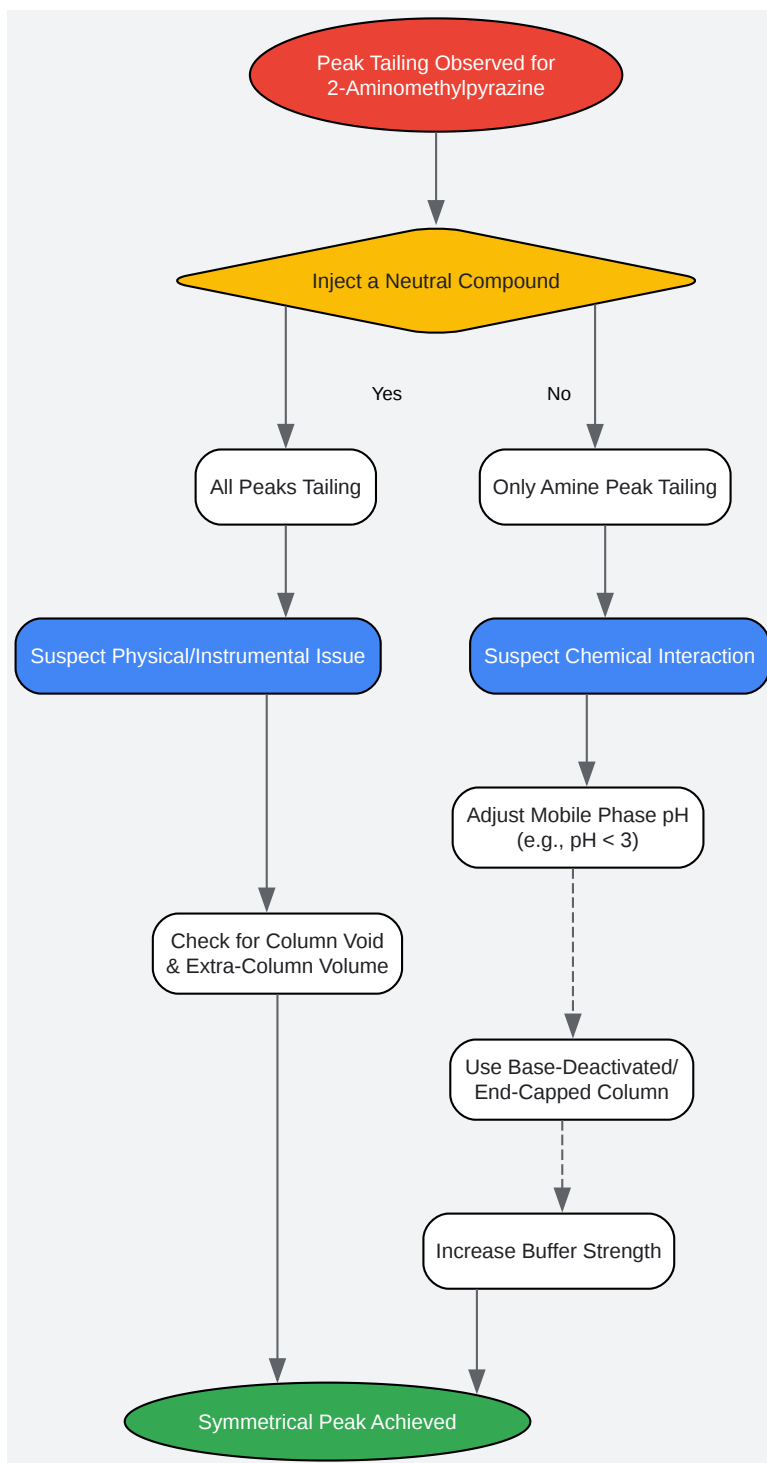 Peak Tailing Observed for
2-Aminomethylpyrazine
Inject a Neutral Compound
Yes
No
All Peaks Tailing
Only Amine Peak Tailing
Suspect Physical/Instrumental Issue
Suspect Chemical Interaction
Adjust Mobile Phase pH
(e.g., pH < 3)
Check for Column Void
& Extra-Column Volume
Use Base-Deactivated/
End-Capped Column
Increase Buffer Strength
Symmetrical Peak Achieved